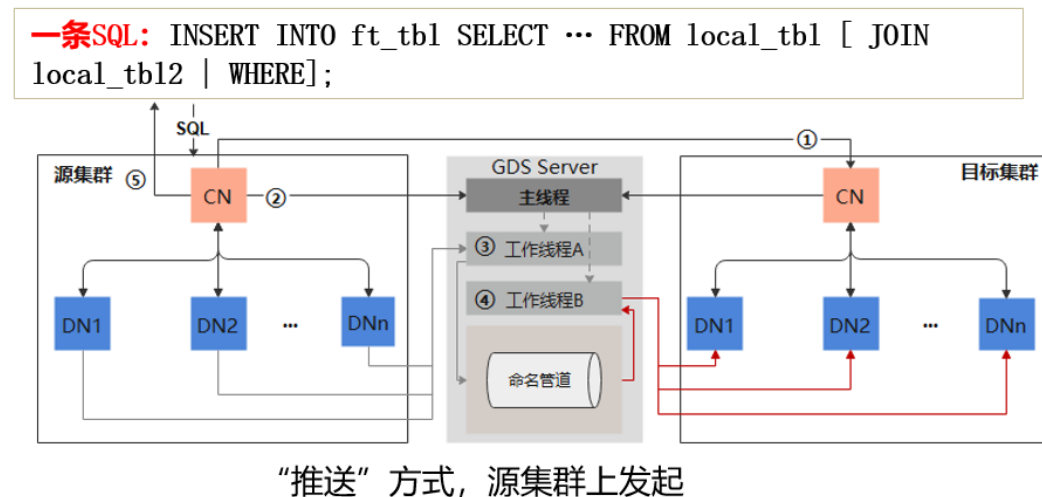 一条SQL: INSERT INTO ft_tbl SELECT … FROM local_tbl [ JOIN
local_tbl2 | WHERE];
SQL
①
源集群
⑤
CN
②
DN1
DN2
...
DNn
GDS Server
主线程
③ 工作线程A
④ 工作线程B
命名管道
目标集群
CN
DN1
DN2
...
DNn
“推送”方式，源集群上发起